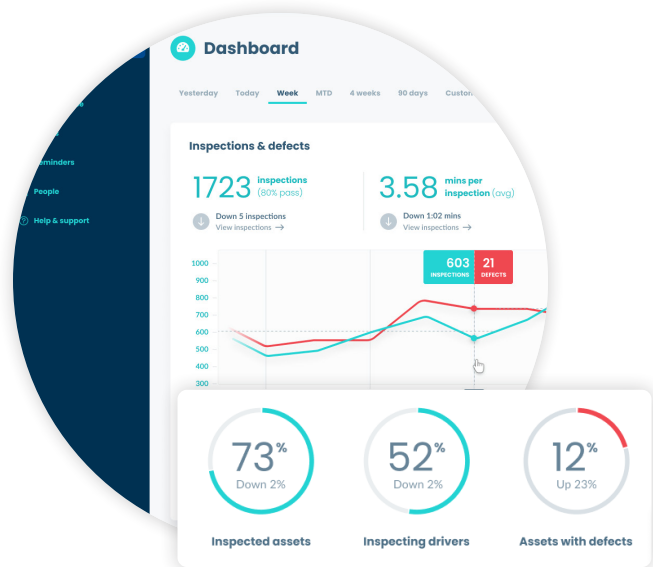 Dashboard
Yesterday Today Week MTD 4 weeks 90 days
Inspections & defects
1723 inspections (80% pass)
3.58 mins per inspection (avg)
Down 5 inspections
View inspections →
Down 1:02 mins
View inspections →
People
Help & support
603 INSPECTIONS
21 DEFECTS
1000
900
800
700
600
500
400
300
73%
Down 2%
Inspected assets
52%
Down 2%
Inspecting drivers
12%
Up 23%
Assets with defects